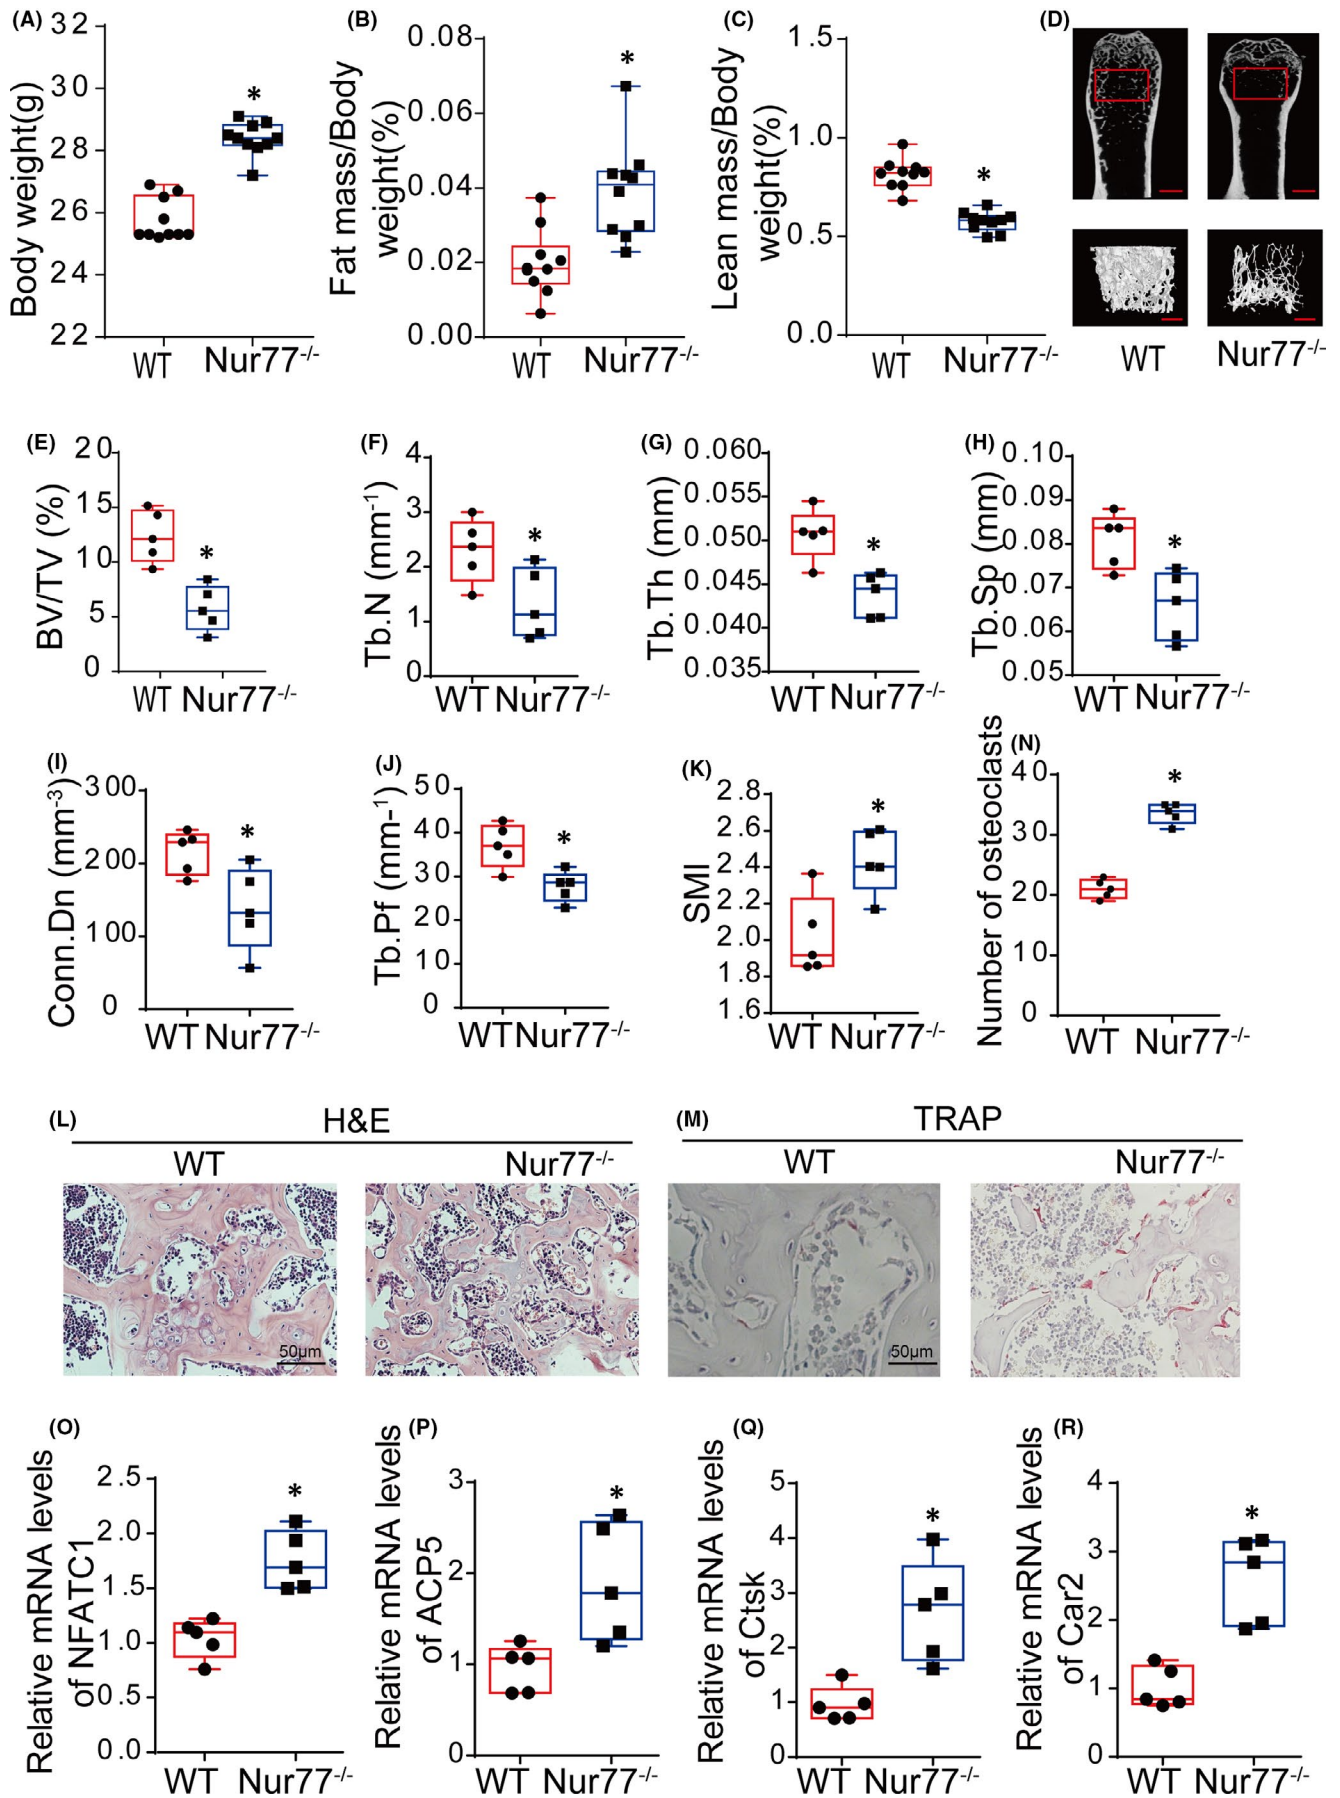 (A)
Body weight(g)
32
30
28
26
24
22
*
WT Nur77-/-
(B)
Fat mass/Body
weight(%)
0.08
0.06
0.04
0.02
0.00
*
WT Nur77-/-
(C)
Lean mass/Body
weight(%)
1.5
1.0
0.5
0.0
*
WT Nur77-/-
(D)
WT Nur77-/-
(E)
BV/TV (%)
20
15
10
5
0
*
WT Nur77-/-
(F)
Tb.N (mm-1)
4
3
2
1
0
*
WT Nur77-/-
(G)
Tb.Th (mm)
0.060
0.055
0.050
0.045
0.040
0.035
*
WT Nur77-/-
(H)
Tb.Sp (mm)
0.10
0.09
0.08
0.07
0.06
0.05
*
WT Nur77-/-
(I)
Conn.Dn (mm-3)
300
200
100
0
*
WT Nur77-/-
(J)
Tb.Pf (mm-1)
50
40
30
20
10
0
*
WT Nur77-/-
(K)
SMI
2.8
2.6
2.4
2.2
2.0
1.8
1.6
*
WT Nur77-/-
(N)
Number of osteoclasts
40
30
20
10
0
*
WT Nur77-/-
(L)
H&E
WT Nur77-/-
50μm
(M)
TRAP
WT Nur77-/-
50μm
(O)
Relative mRNA levels
of NFATC1
2.5
2.0
1.5
1.0
0.5
0.0
*
WT Nur77-/-
(P)
Relative mRNA levels
of ACP5
3
2
1
0
*
WT Nur77-/-
(Q)
Relative mRNA levels
of Ctsk
5
4
3
2
1
0
*
WT Nur77-/-
(R)
Relative mRNA levels
of Car2
4
3
2
1
0
*
WT Nur77-/-